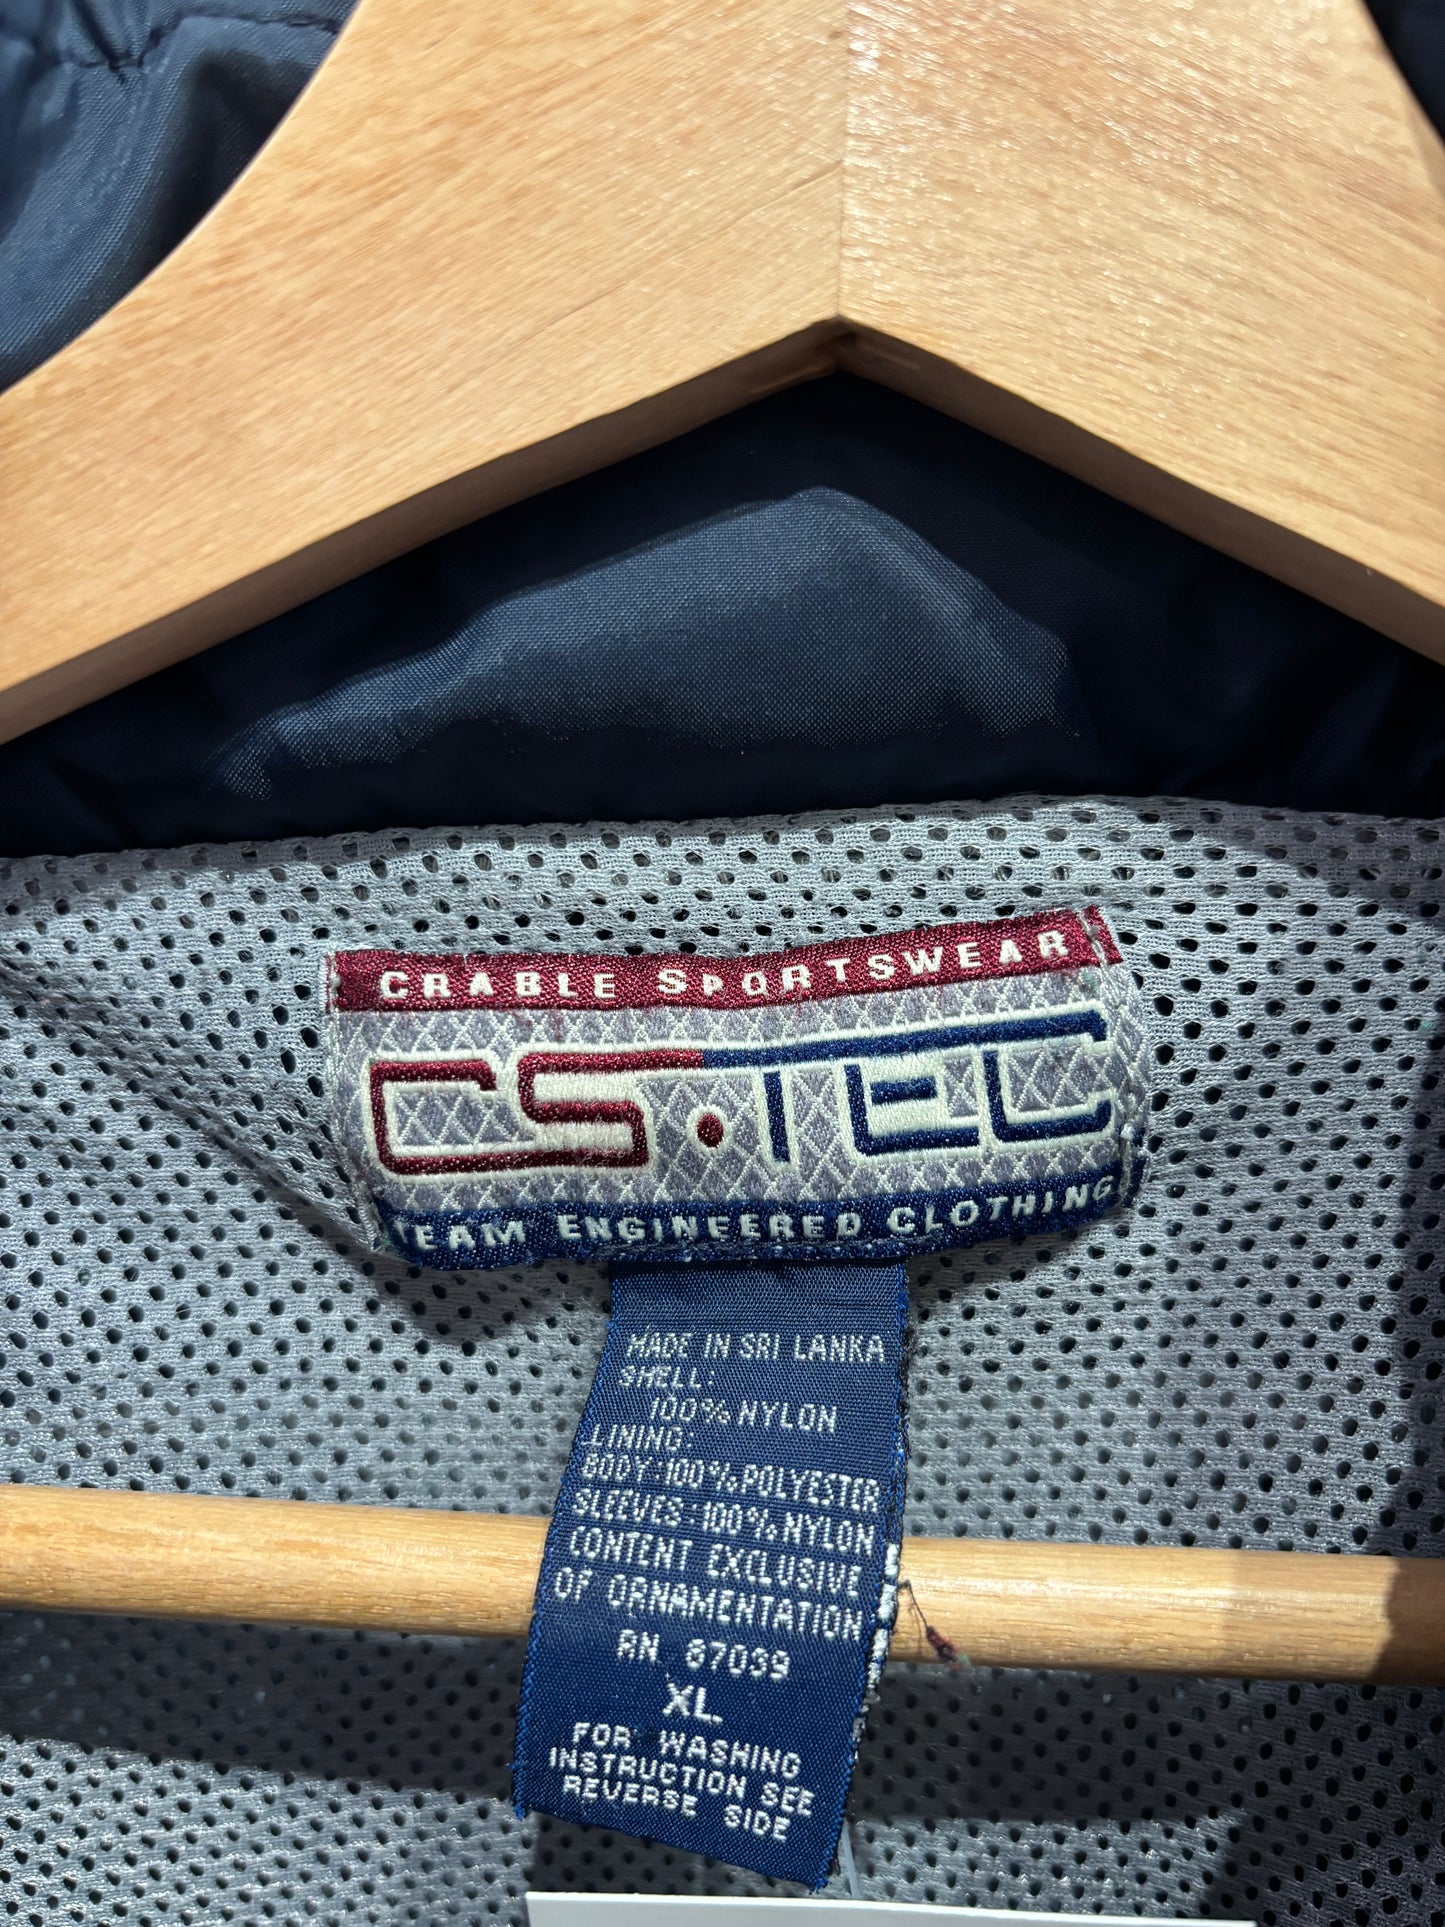 CRABLE SPORTSWEAR
CS•TEC
TEAM ENGINEERED CLOTHING
MADE IN SRI LANKA
SHELL:
100% NYLON
LINING:
BODY:100% POLYESTER
SLEEVES:100% NYLON
CONTENT EXCLUSIVE
OF ORNAMENTATION
RN 67039
XL
FOR WASHING
INSTRUCTION SEE
REVERSE SIDE